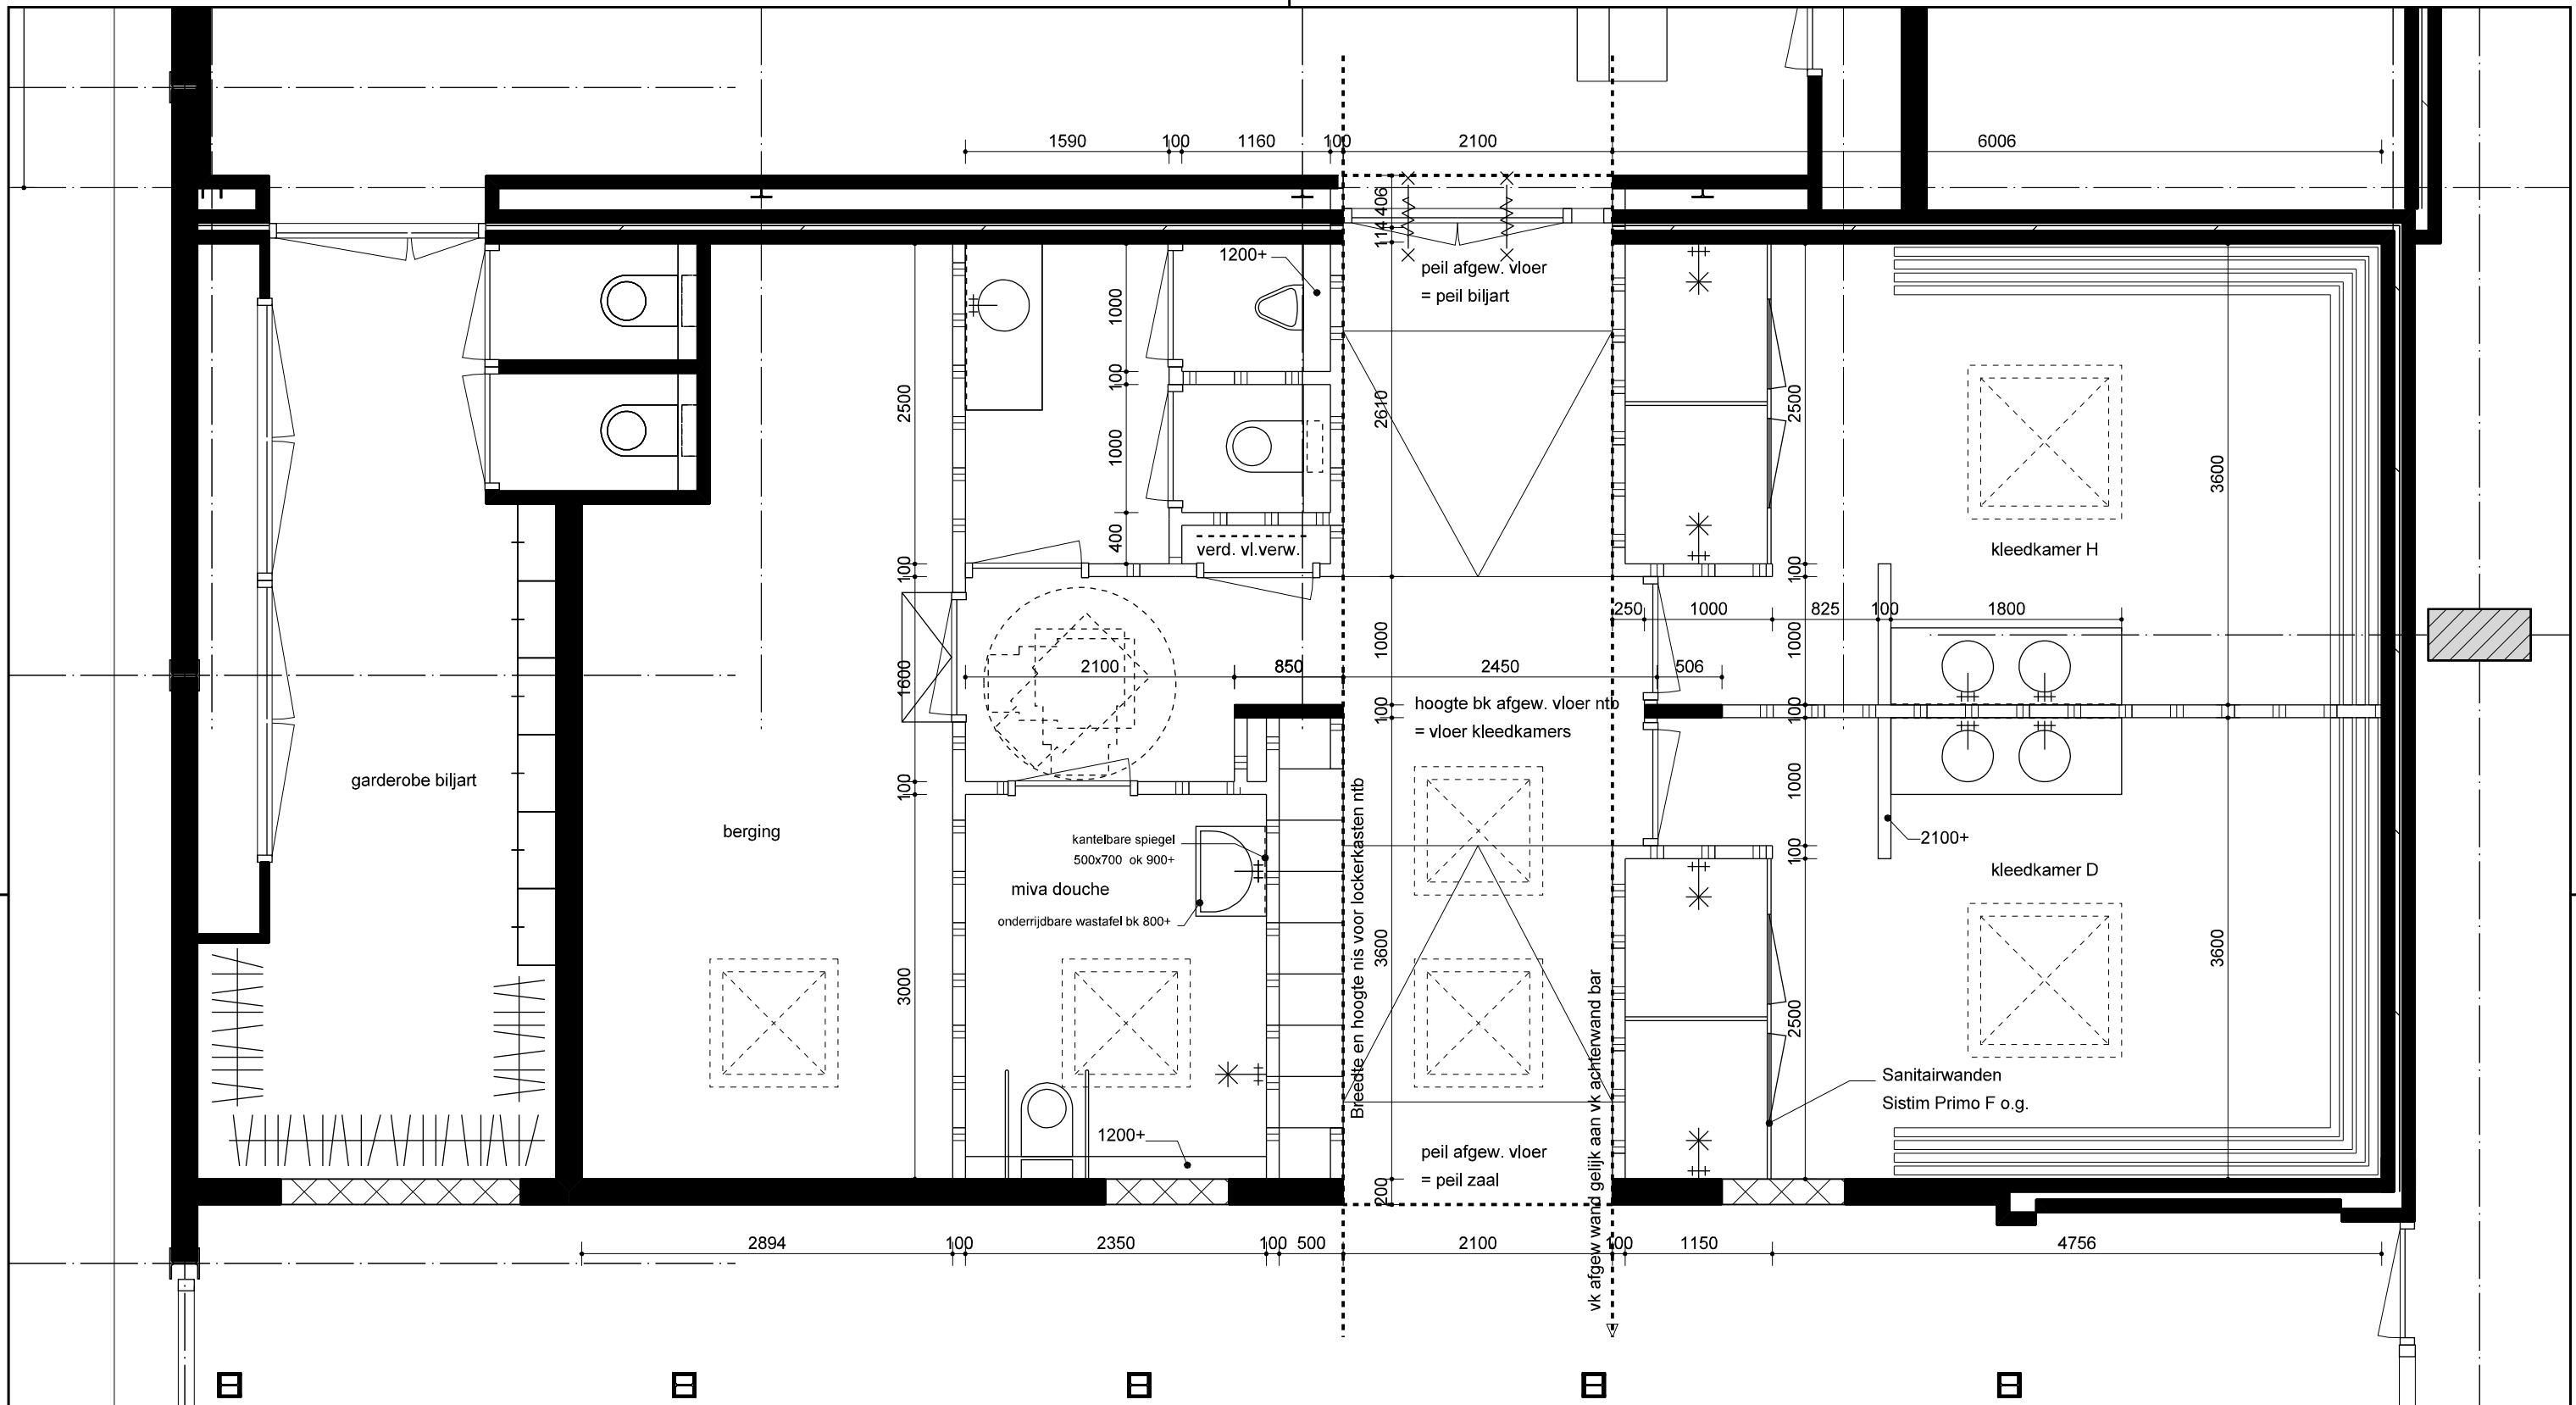 1590
100
1160
100
2100
6006
406
114
1200+
peil afgew. vloer
= peil biljart
1000
100
2500
2610
2500
1000
3600
400
verd. vl.verw.
kleedkamer H
100
100
250
1000
825
100
1800
1000
1000
1600
2100
850
2450
506
hoogte bk afgew. vloer ntb
= vloer kleedkamers
100
100
100
garderobe biljart
100
1000
berging
kantelbare spiegel
500x700 ok 900+
miva douche
onderrijdbare wastafel bk 800+
2100+
100
kleedkamer D
Breedte en hoogte nis voor lockerkasten ntb
3000
3600
3600
2500
vk afgew wand gelijk aan vk achterwand bar
Sanitairwanden
Sistim Primo F o.g.
1200+
peil afgew. vloer
= peil zaal
200
2894
100
2350
100
500
2100
100
1150
4756